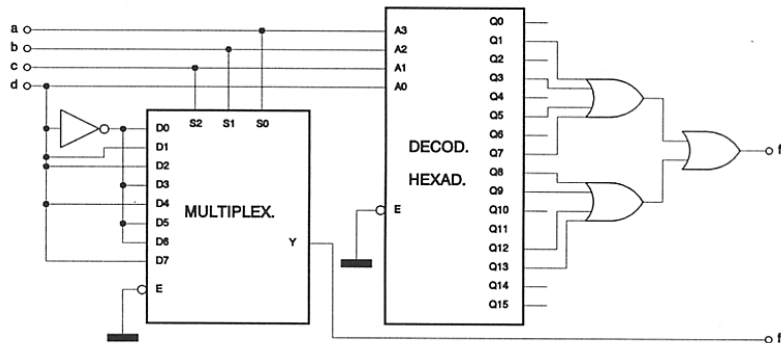 a
b
c
d
S2 S1 S0
D0
D1
D2
D3
D4
D5
D6
D7
E
MULTIPLEX.
Y
A3
A2
A1
A0
E
DECOD.
HEXAD.
Q0
Q1
Q2
Q3
Q4
Q5
Q6
Q7
Q8
Q9
Q10
Q11
Q12
Q13
Q14
Q15